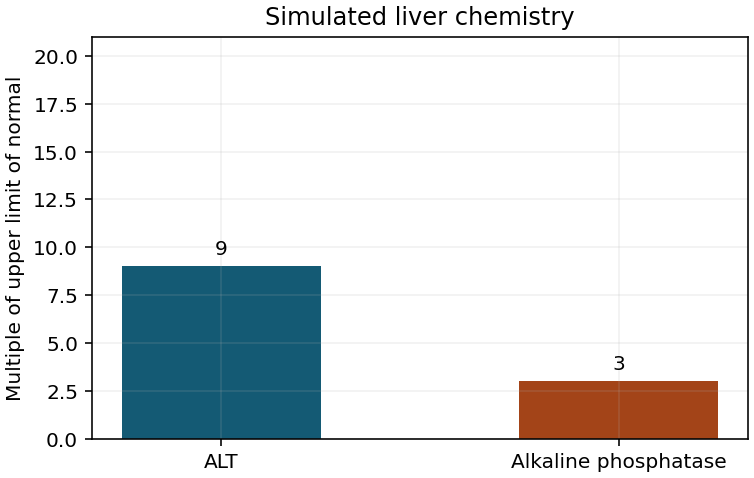 Simulated liver chemistry
Multiple of upper limit of normal
20.0
17.5
15.0
12.5
10.0
7.5
5.0
2.5
0.0
9
3
ALT
Alkaline phosphatase